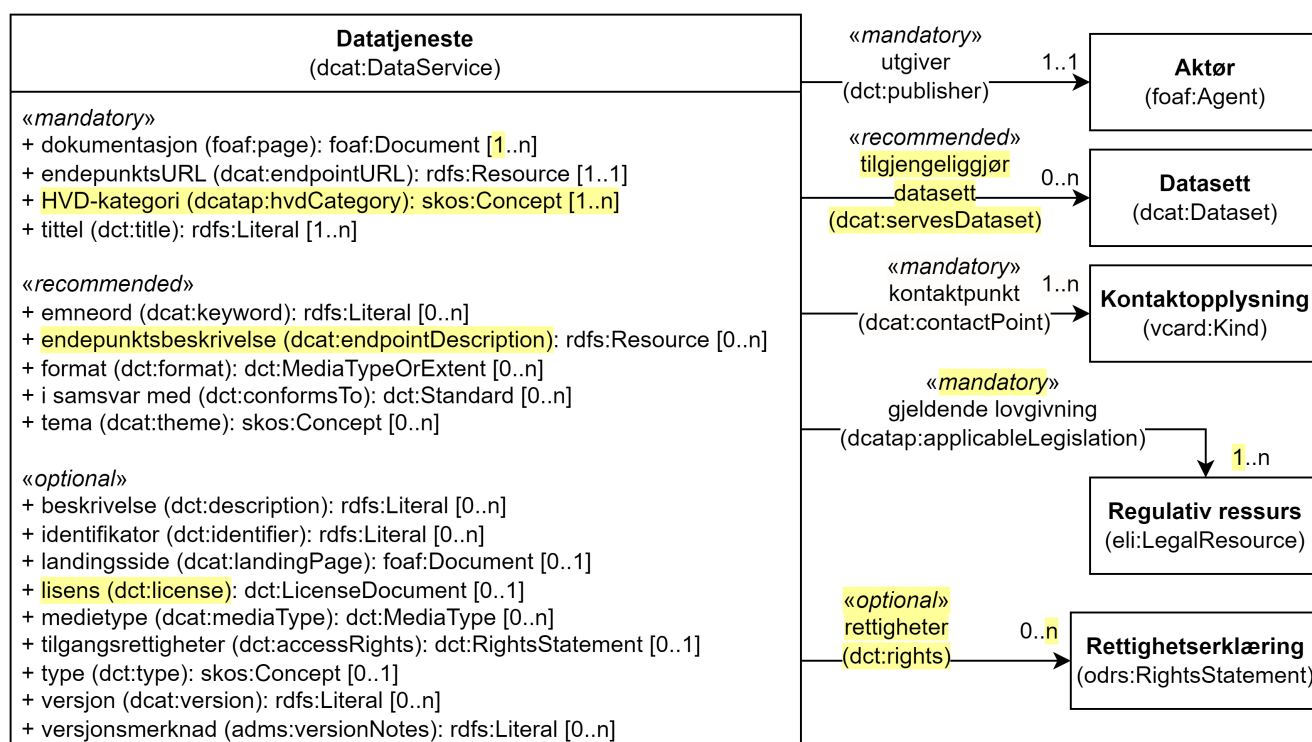 Datatjeneste
(dcat:DataService)
«mandatory»
+ dokumentasjon (foaf:page): foaf:Document [1..n]
+ endepunktsURL (dcat:endpointURL): rdfs:Resource [1..1]
+ HVD-kategori (dcatap:hvdCategory): skos:Concept [1..n]
+ tittel (dct:title): rdfs:Literal [1..n]
«recommended»
+ emneord (dcat:keyword): rdfs:Literal [0..n]
+ endepunktsbeskrivelse (dcat:endpointDescription): rdfs:Resource [0..n]
+ format (dct:format): dct:MediaTypeOrExtent [0..n]
+ i samsvar med (dct:conformsTo): dct:Standard [0..n]
+ tema (dcat:theme): skos:Concept [0..n]
«optional»
+ beskrivelse (dct:description): rdfs:Literal [0..n]
+ identifikator (dct:identifier): rdfs:Literal [0..n]
+ landingsside (dcat:landingPage): foaf:Document [0..1]
+ lisens (dct:license): dct:LicenseDocument [0..1]
+ medietype (dcat:mediaType): dct:MediaType [0..n]
+ tilgangsrettigheter (dct:accessRights): dct:RightsStatement [0..1]
+ type (dct:type): skos:Concept [0..1]
+ versjon (dcat:version): rdfs:Literal [0..n]
+ versjonsmerknad (adms:versionNotes): rdfs:Literal [0..n]
«mandatory»
utgiver
(dct:publisher)
1..1
Aktør
(foaf:Agent)
«recommended»
tilgjengeliggjør
datasett
(dcat:servesDataset)
0..n
Datasett
(dcat:Dataset)
«mandatory»
kontaktpunkt
(dcat:contactPoint)
1..n
Kontaktopplysning
(vcard:Kind)
«mandatory»
gjeldende lovgivning
(dcatap:applicableLegislation)
1..n
Regulativ ressurs
(eli:LegalResource)
«optional»
rettigheter
(dct:rights)
0..n
Rettighetserklæring
(odrs:RightsStatement)